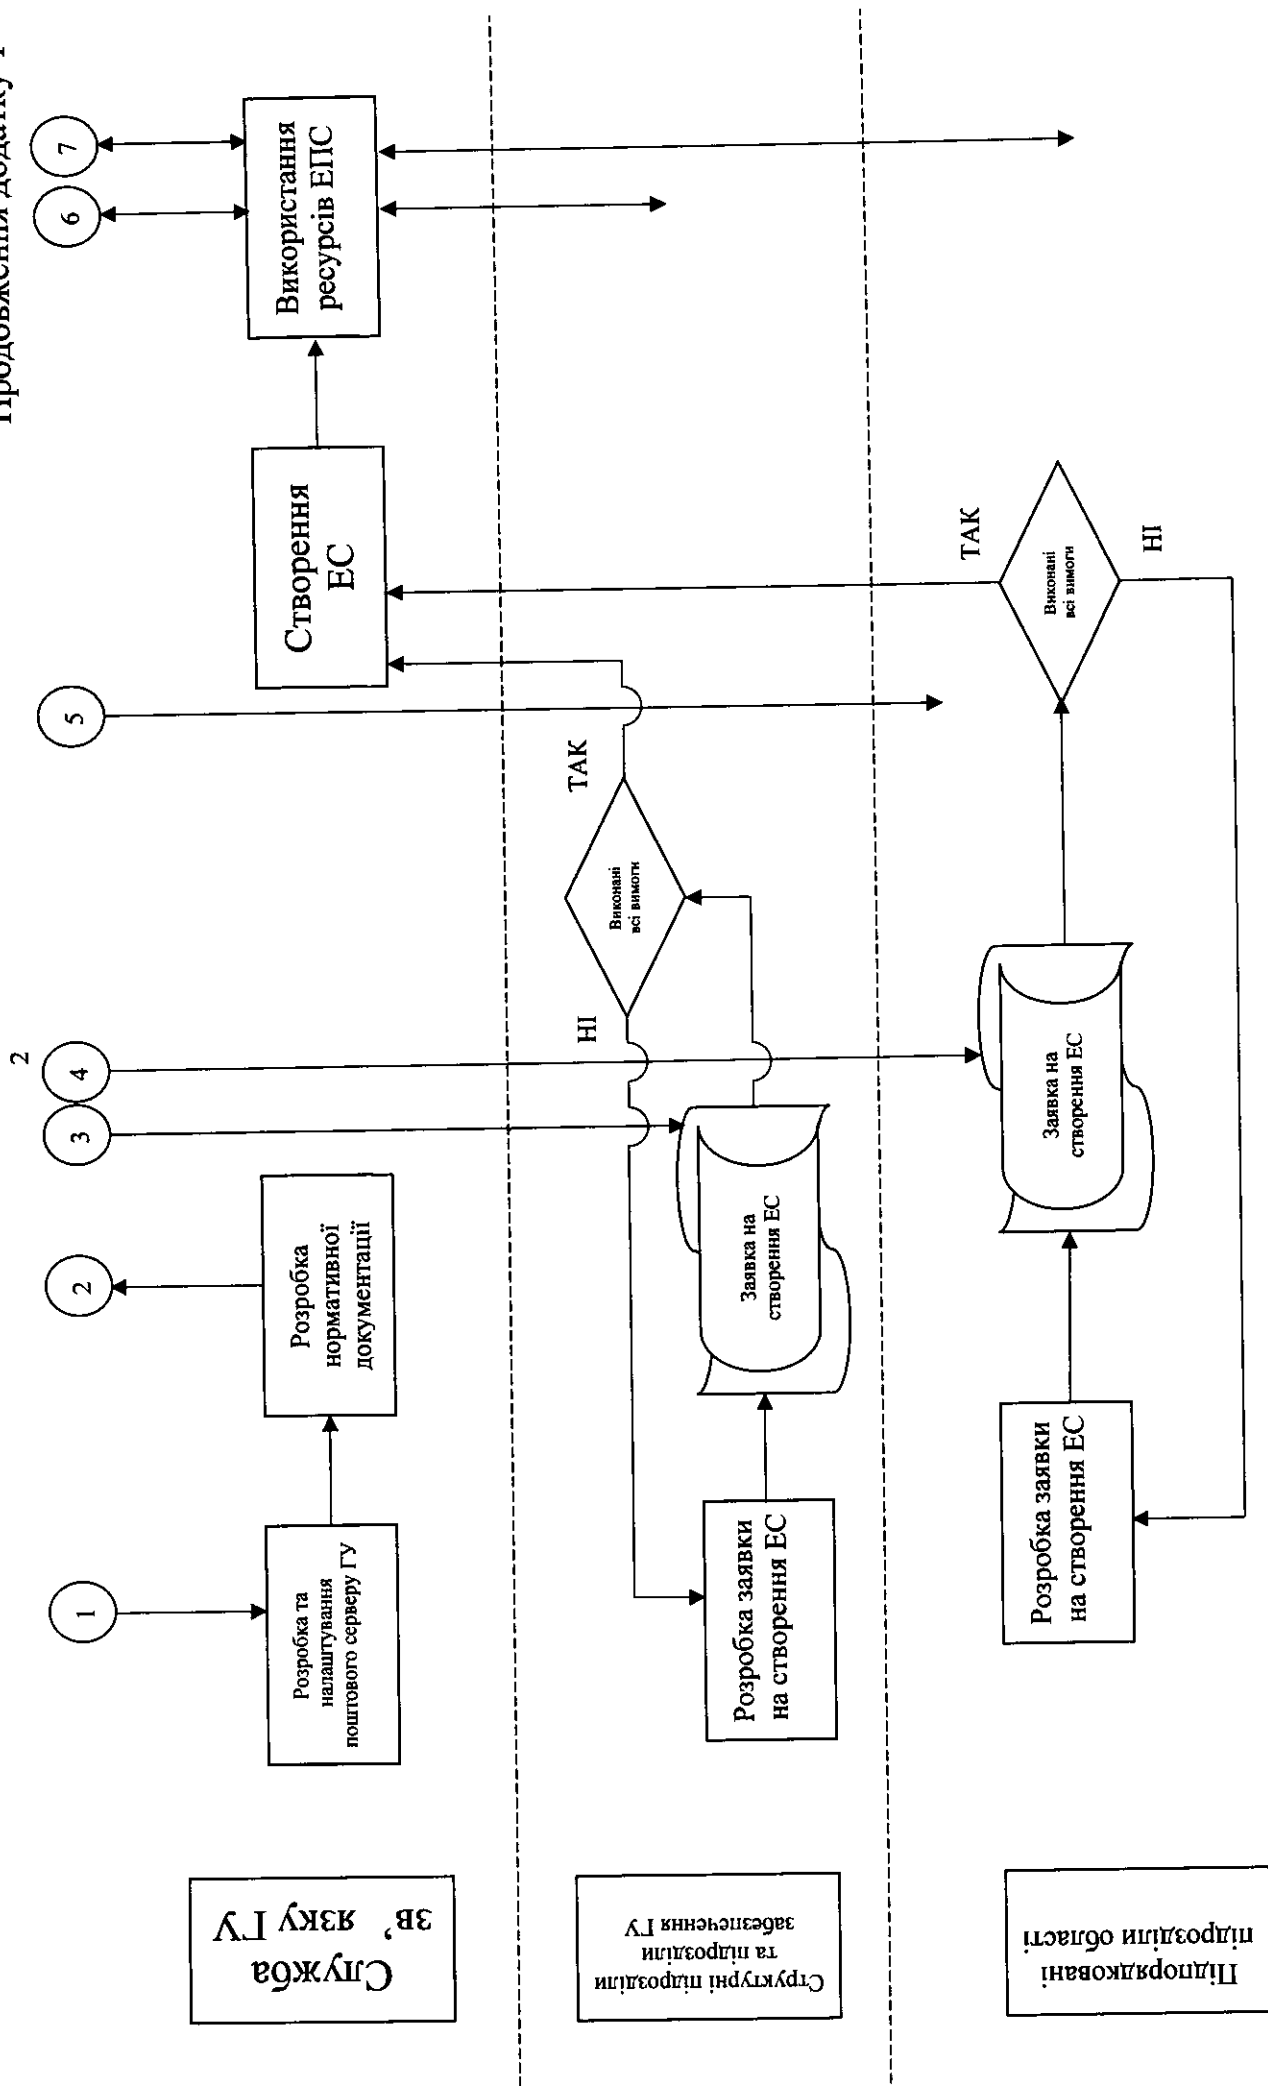 2
Продовження додатку
1
2
3
4
5
6
7
Служба
зв’язку ГУ
Розробка та
налаштування
поштового серверу ГУ
Розробка
нормативної
документації
Створення
ЕС
Використання
ресурсів ЕПС
Структурні підрозділи
та підрозділи
забезпечення ГУ
Розробка заявки
на створення ЕС
Заявка на
створення ЕС
НІ
Виконані
всі вимоги
ТАК
Підпорядковані
підрозділи області
Розробка заявки
на створення ЕС
Заявка на
створення ЕС
Виконані
всі вимоги
ТАК
НІ